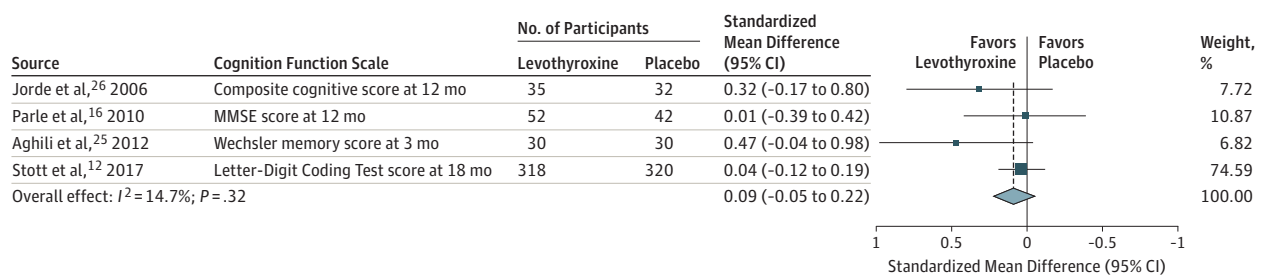 Source Cognition Function Scale No. of Participants Levothyroxine Placebo Standardized Mean Difference (95% CI) Favors Levothyroxine Favors Placebo Weight, %
Jorde et al,26 2006 Composite cognitive score at 12 mo 35 32 0.32 (-0.17 to 0.80) 7.72
Parle et al,16 2010 MMSE score at 12 mo 52 42 0.01 (-0.39 to 0.42) 10.87
Aghili et al,25 2012 Wechsler memory score at 3 mo 30 30 0.47 (-0.04 to 0.98) 6.82
Stott et al,12 2017 Letter-Digit Coding Test score at 18 mo 318 320 0.04 (-0.12 to 0.19) 74.59
Overall effect: I2 = 14.7%; P = .32 0.09 (-0.05 to 0.22) 100.00
1 0.5 0 -0.5 -1
Standardized Mean Difference (95% CI)